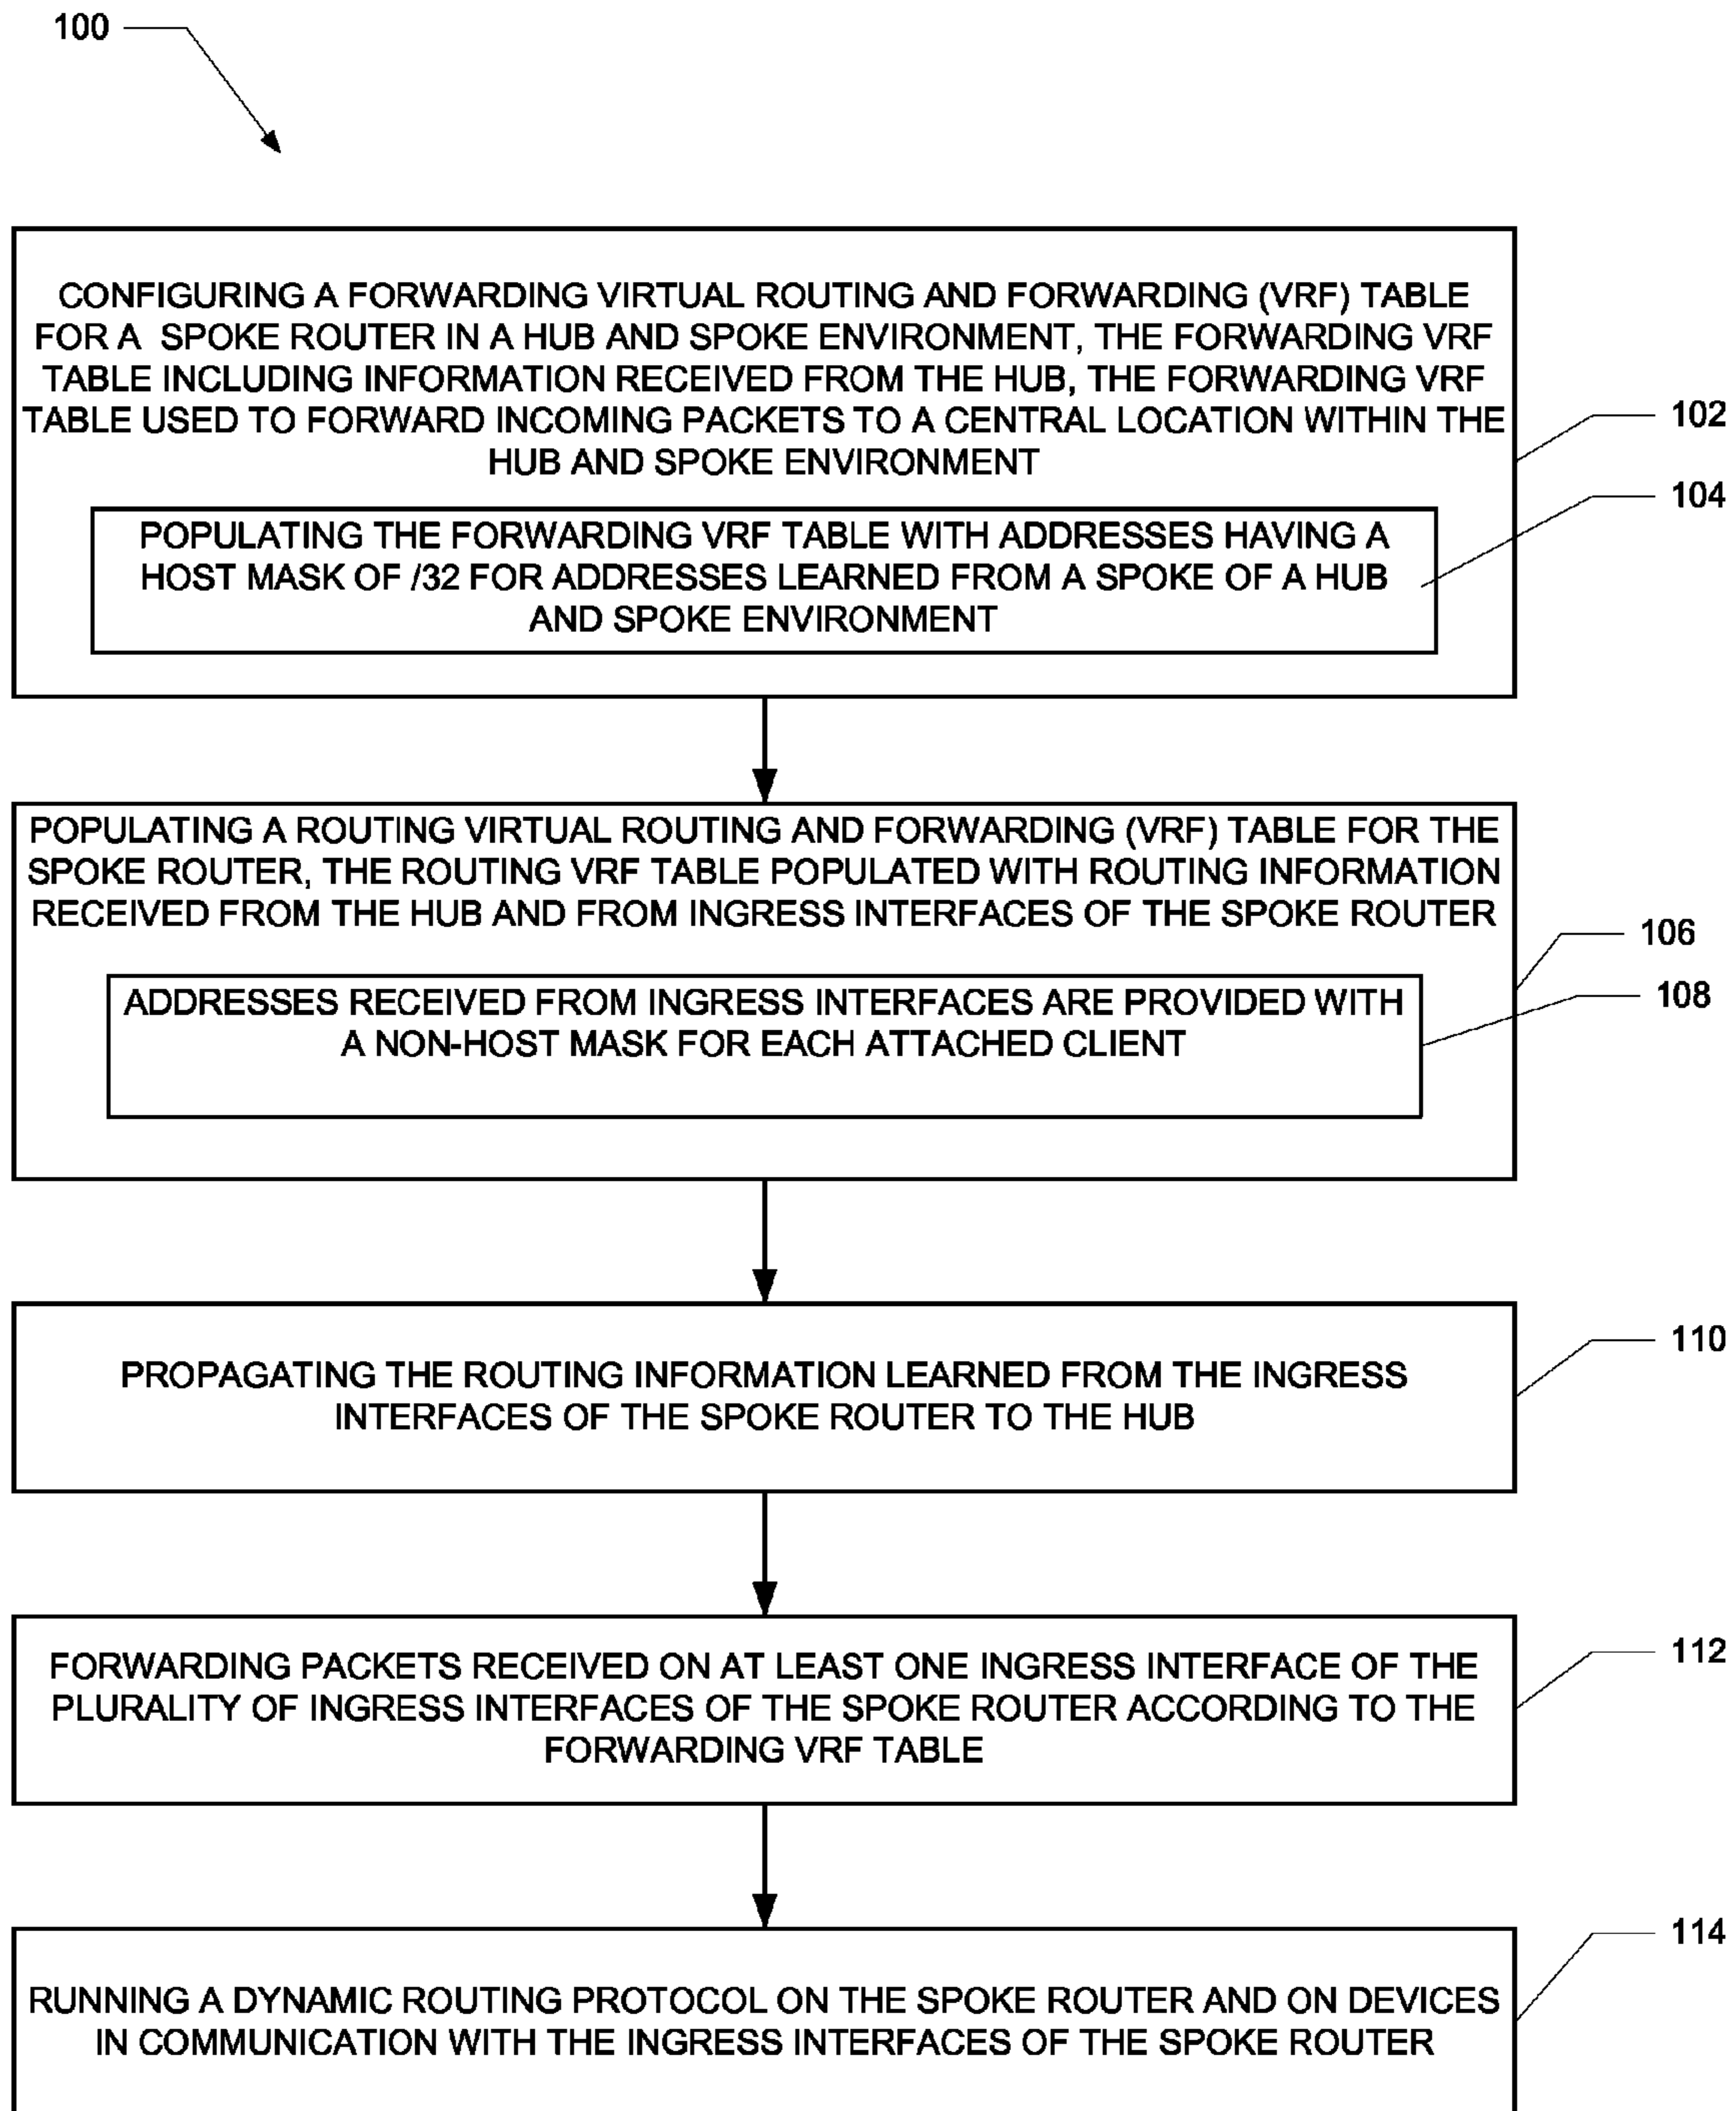 100
CONFIGURING A FORWARDING VIRTUAL ROUTING AND FORWARDING (VRF) TABLE
FOR A SPOKE ROUTER IN A HUB AND SPOKE ENVIRONMENT, THE FORWARDING VRF
TABLE INCLUDING INFORMATION RECEIVED FROM THE HUB, THE FORWARDING VRF
TABLE USED TO FORWARD INCOMING PACKETS TO A CENTRAL LOCATION WITHIN THE
HUB AND SPOKE ENVIRONMENT
102
104
POPULATING THE FORWARDING VRF TABLE WITH ADDRESSES HAVING A
HOST MASK OF /32 FOR ADDRESSES LEARNED FROM A SPOKE OF A HUB
AND SPOKE ENVIRONMENT
POPULATING A ROUTING VIRTUAL ROUTING AND FORWARDING (VRF) TABLE FOR THE
SPOKE ROUTER, THE ROUTING VRF TABLE POPULATED WITH ROUTING INFORMATION
RECEIVED FROM THE HUB AND FROM INGRESS INTERFACES OF THE SPOKE ROUTER
106
108
ADDRESSES RECEIVED FROM INGRESS INTERFACES ARE PROVIDED WITH
A NON-HOST MASK FOR EACH ATTACHED CLIENT
110
PROPAGATING THE ROUTING INFORMATION LEARNED FROM THE INGRESS
INTERFACES OF THE SPOKE ROUTER TO THE HUB
112
FORWARDING PACKETS RECEIVED ON AT LEAST ONE INGRESS INTERFACE OF THE
PLURALITY OF INGRESS INTERFACES OF THE SPOKE ROUTER ACCORDING TO THE
FORWARDING VRF TABLE
114
RUNNING A DYNAMIC ROUTING PROTOCOL ON THE SPOKE ROUTER AND ON DEVICES
IN COMMUNICATION WITH THE INGRESS INTERFACES OF THE SPOKE ROUTER